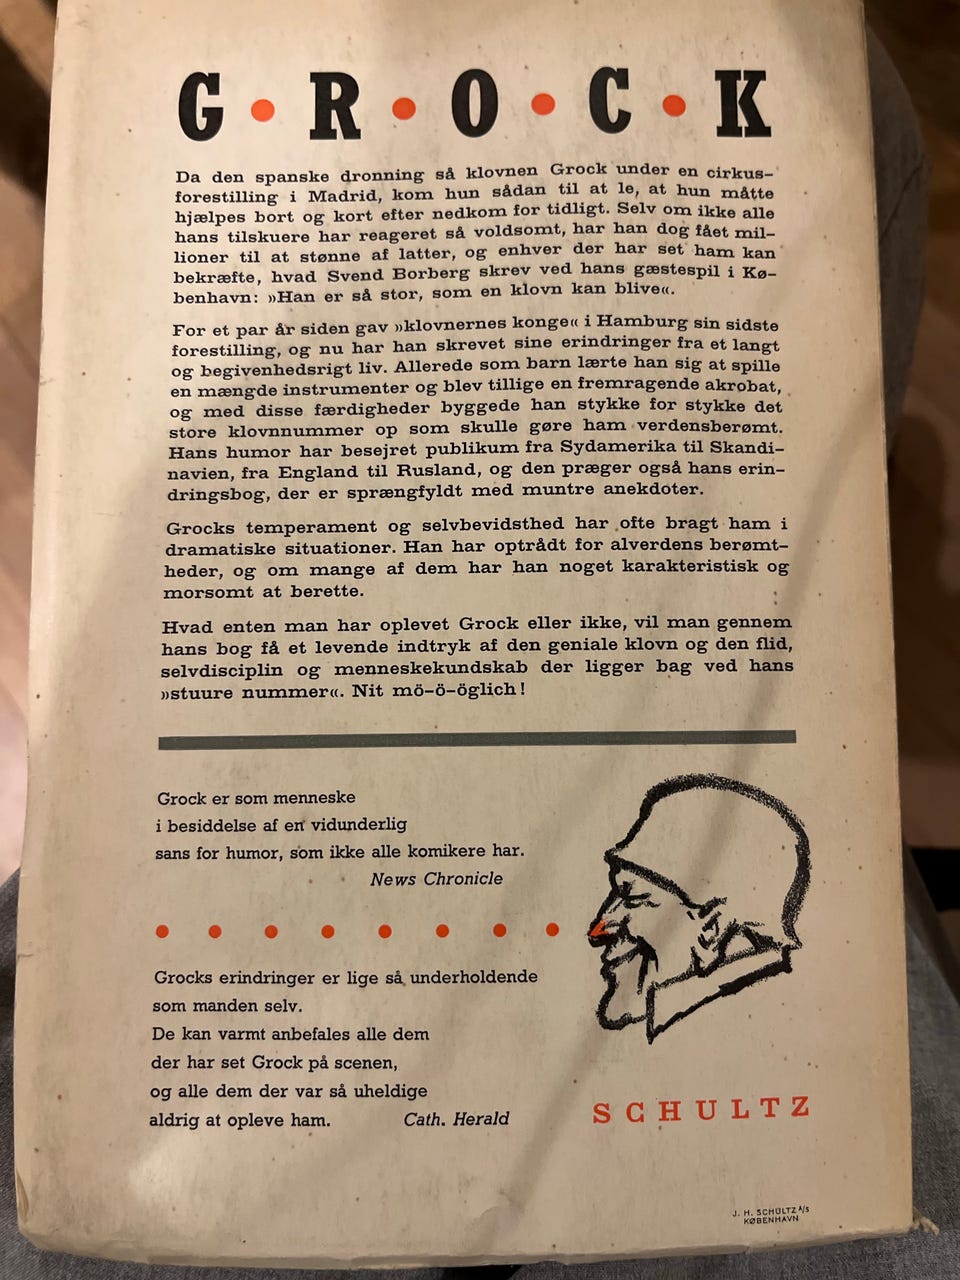 G•R•O•C•K
Da den spanske dronning så klovnen Grock under en cirkus-
forestilling i Madrid, kom hun sådan til at le, at hun måtte
hjælpes bort og kort efter nedkom for tidligt. Selv om ikke alle
hans tilskuere har reageret så voldsomt, har han dog fået mil-
lioner til at stønne af latter, og enhver der har set ham kan
bekræfte, hvad Svend Borberg skrev ved hans gæstespil i Kø-
benhavn: »Han er så stor, som en klovn kan blive«.
For et par år siden gav »klovnernes konge« i Hamburg sin sidste
forestilling, og nu har han skrevet sine erindringer fra et langt
og begivenhedsrigt liv. Allerede som barn lærte han sig at spille
en mængde instrumenter og blev tillige en fremragende akrobat,
og med disse færdigheder byggede han stykke for stykke det
store klovnnummer op som skulle gøre ham verdensberømt.
Hans humor har besejret publikum fra Sydamerika til Skandi-
navien, fra England til Rusland, og den præger også hans erin-
dringsbog, der er sprængfyldt med muntre anekdoter.
Grocks temperament og selvbevidsthed har ofte bragt ham i
dramatiske situationer. Han har optrådt for alverdens berømt-
heder, og om mange af dem har han noget karakteristisk og
morsomt at berette.
Hvad enten man har oplevet Grock eller ikke, vil man gennem
hans bog få et levende indtryk af den geniale klovn og den flid,
selvdisciplin og menneskekundskab der ligger bag ved hans
»stuure nummer«. Nit mö-ö-öglich!
Grock er som menneske
i besiddelse af en vidunderlig
sans for humor, som ikke alle komikere har.
News Chronicle
Grocks erindringer er lige så underholdende
som manden selv.
De kan varmt anbefales alle dem
der har set Grock på scenen,
og alle dem der var så uheldige
aldrig at opleve ham. Cath. Herald
SCHULTZ
J. H. SCHULTZ A/S
KØBENHAVN